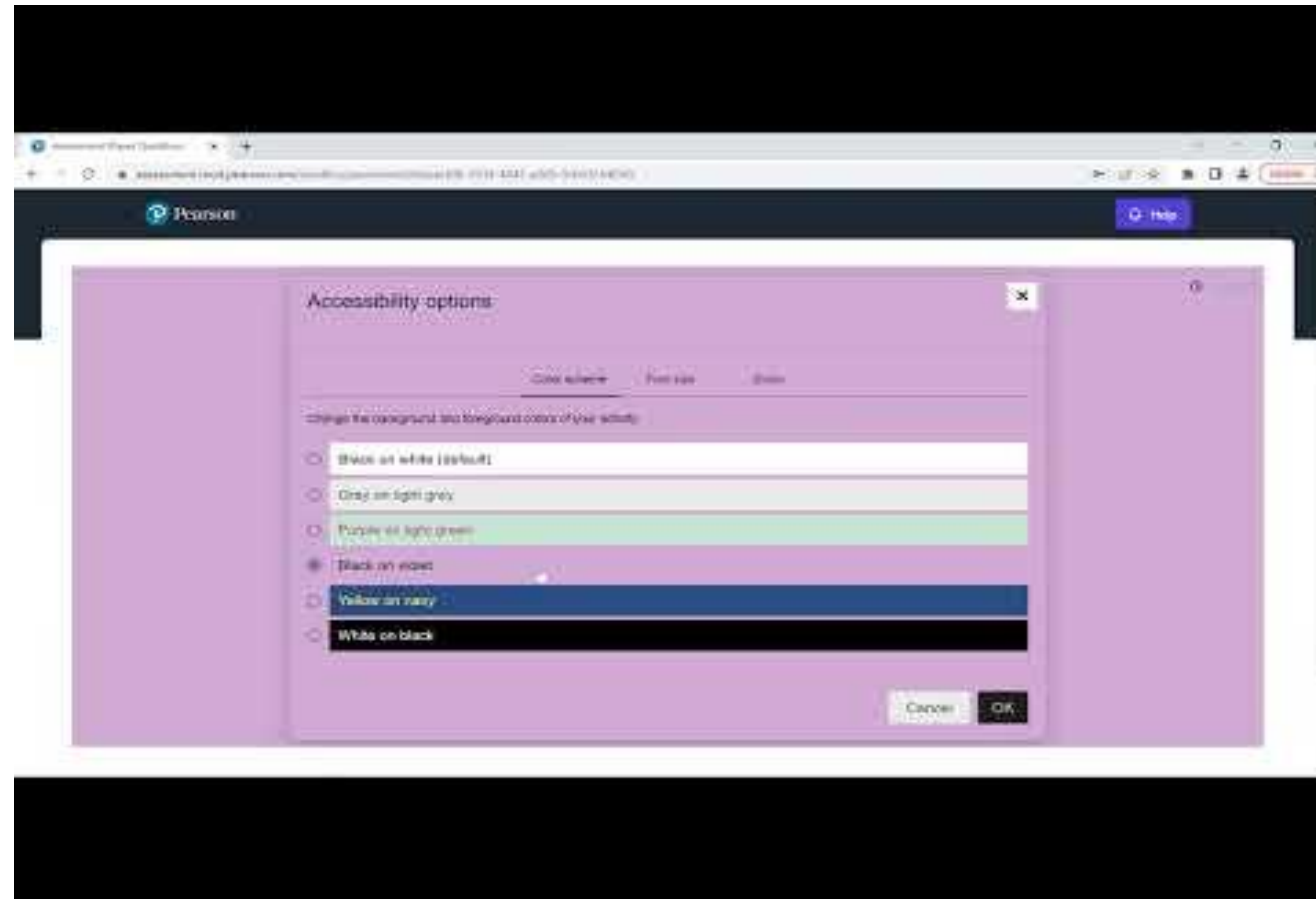 Pearson
Help
Accessibility options
Color scheme Font size Zoom
Change the background and foreground colors of your activity
Black on white (default)
Grey on light grey
Purple on light green
Black on violet
Yellow on navy
White on black
Cancel OK